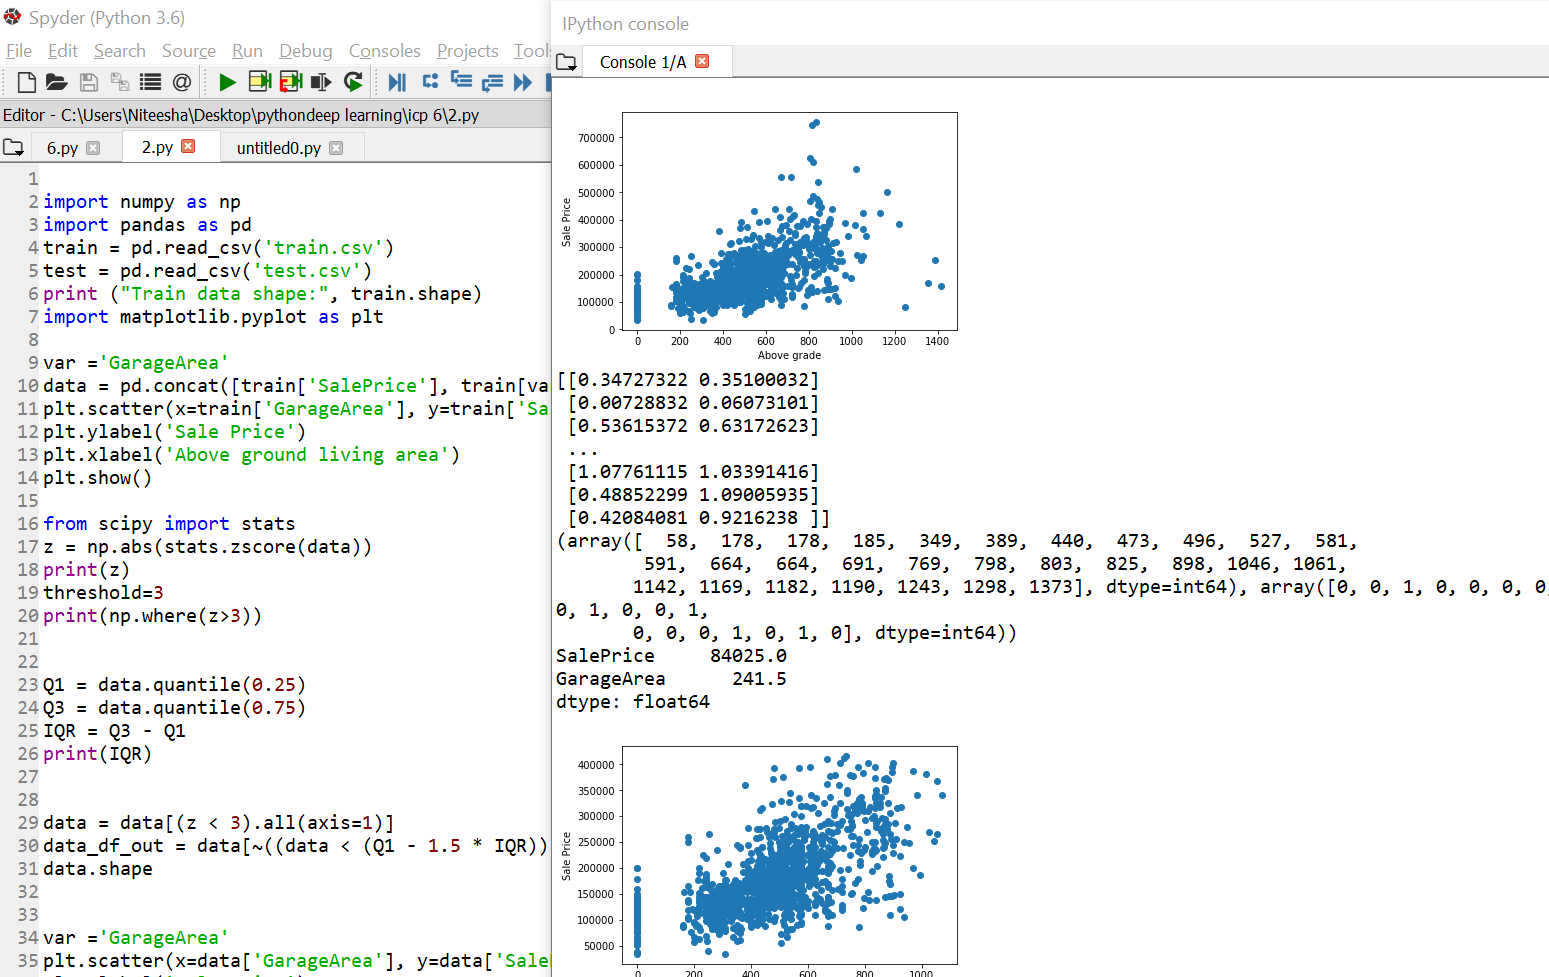 Spyder (Python 3.6)
File Edit Search Source Run Debug Consoles Projects Tools
Editor - C:\Users\Niteesha\Desktop\pythondeep learning\icp 6\2.py
6.py 2.py untitled0.py
1
2 import numpy as np
3 import pandas as pd
4 train = pd.read_csv('train.csv')
5 test = pd.read_csv('test.csv')
6 print ("Train data shape:", train.shape)
7 import matplotlib.pyplot as plt
8
9 var ='GarageArea'
10 data = pd.concat([train['SalePrice'], train[va
11 plt.scatter(x=train['GarageArea'], y=train['Sa
12 plt.ylabel('Sale Price')
13 plt.xlabel('Above ground living area')
14 plt.show()
15
16 from scipy import stats
17 z = np.abs(stats.zscore(data))
18 print(z)
19 threshold=3
20 print(np.where(z>3))
21
22
23 Q1 = data.quantile(0.25)
24 Q3 = data.quantile(0.75)
25 IQR = Q3 - Q1
26 print(IQR)
27
28
29 data = data[(z < 3).all(axis=1)]
30 data_df_out = data[~((data < (Q1 - 1.5 * IQR))
31 data.shape
32
33
34 var ='GarageArea'
35 plt.scatter(x=data['GarageArea'], y=data['Sale
IPython console
Console 1/A
700000
600000
500000
400000
300000
200000
100000
0
Sale Price
0 200 400 600 800 1000 1200 1400
Above grade
[[0.34727322 0.35100032]
[0.00728832 0.06073101]
[0.53615372 0.63172623]
...
[1.07761115 1.03391416]
[0.48852299 1.09005935]
[0.42084081 0.9216238 ]]
(array([ 58, 178, 178, 185, 349, 389, 440, 473, 496, 527, 581,
591, 664, 664, 691, 769, 798, 803, 825, 898, 1046, 1061,
1142, 1169, 1182, 1190, 1243, 1298, 1373], dtype=int64), array([0, 0, 1, 0, 0, 0, 0,
0, 1, 0, 0, 1,
0, 0, 0, 1, 0, 1, 0], dtype=int64))
SalePrice 84025.0
GarageArea 241.5
dtype: float64
400000
350000
300000
250000
200000
150000
100000
50000
Sale Price
0 200 400 600 800 1000